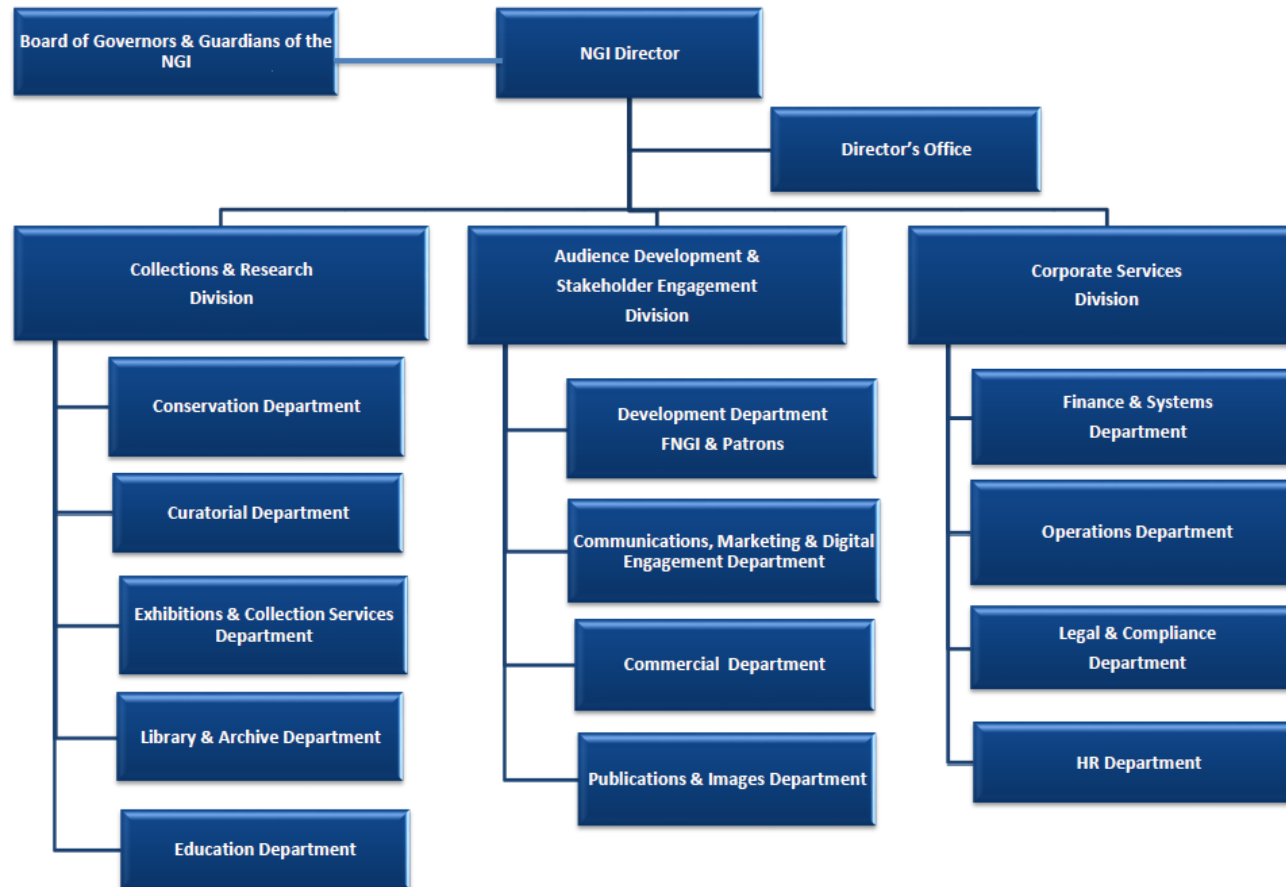 Board of Governors & Guardians of the
NGI
NGI Director
Director's Office
Collections & Research
Division
Audience Development &
Stakeholder Engagement
Division
Corporate Services
Division
Conservation Department
Curatorial Department
Exhibitions & Collection Services
Department
Library & Archive Department
Education Department
Development Department
FNGI & Patrons
Communications, Marketing & Digital
Engagement Department
Commercial  Department
Publications & Images Department
Finance & Systems
Department
Operations Department
Legal & Compliance
Department
HR Department